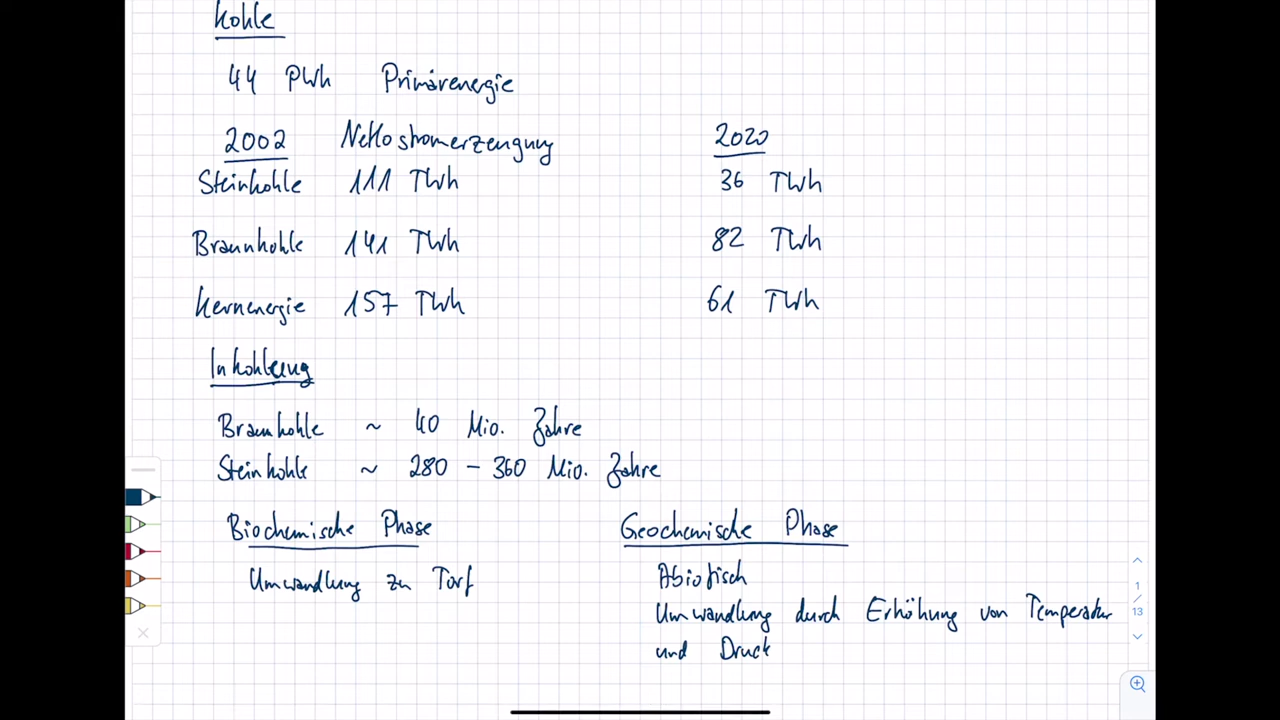 Kohle
44 PWh Primärenergie
2002 Nettostromerzeugung 2020
Steinkohle 111 TWh 36 TWh
Braunkohle 141 TWh 82 TWh
Kernenergie 157 TWh 61 TWh
Inkohlung
Braunkohle ~ 40 Mio. Jahre
Steinkohle ~ 280 - 360 Mio. Jahre
Biochemische Phase Geochemische Phase
Umwandlung zu Torf Abiotisch
Umwandlung durch Erhöhung von Temperatur
und Druck
1
/
13